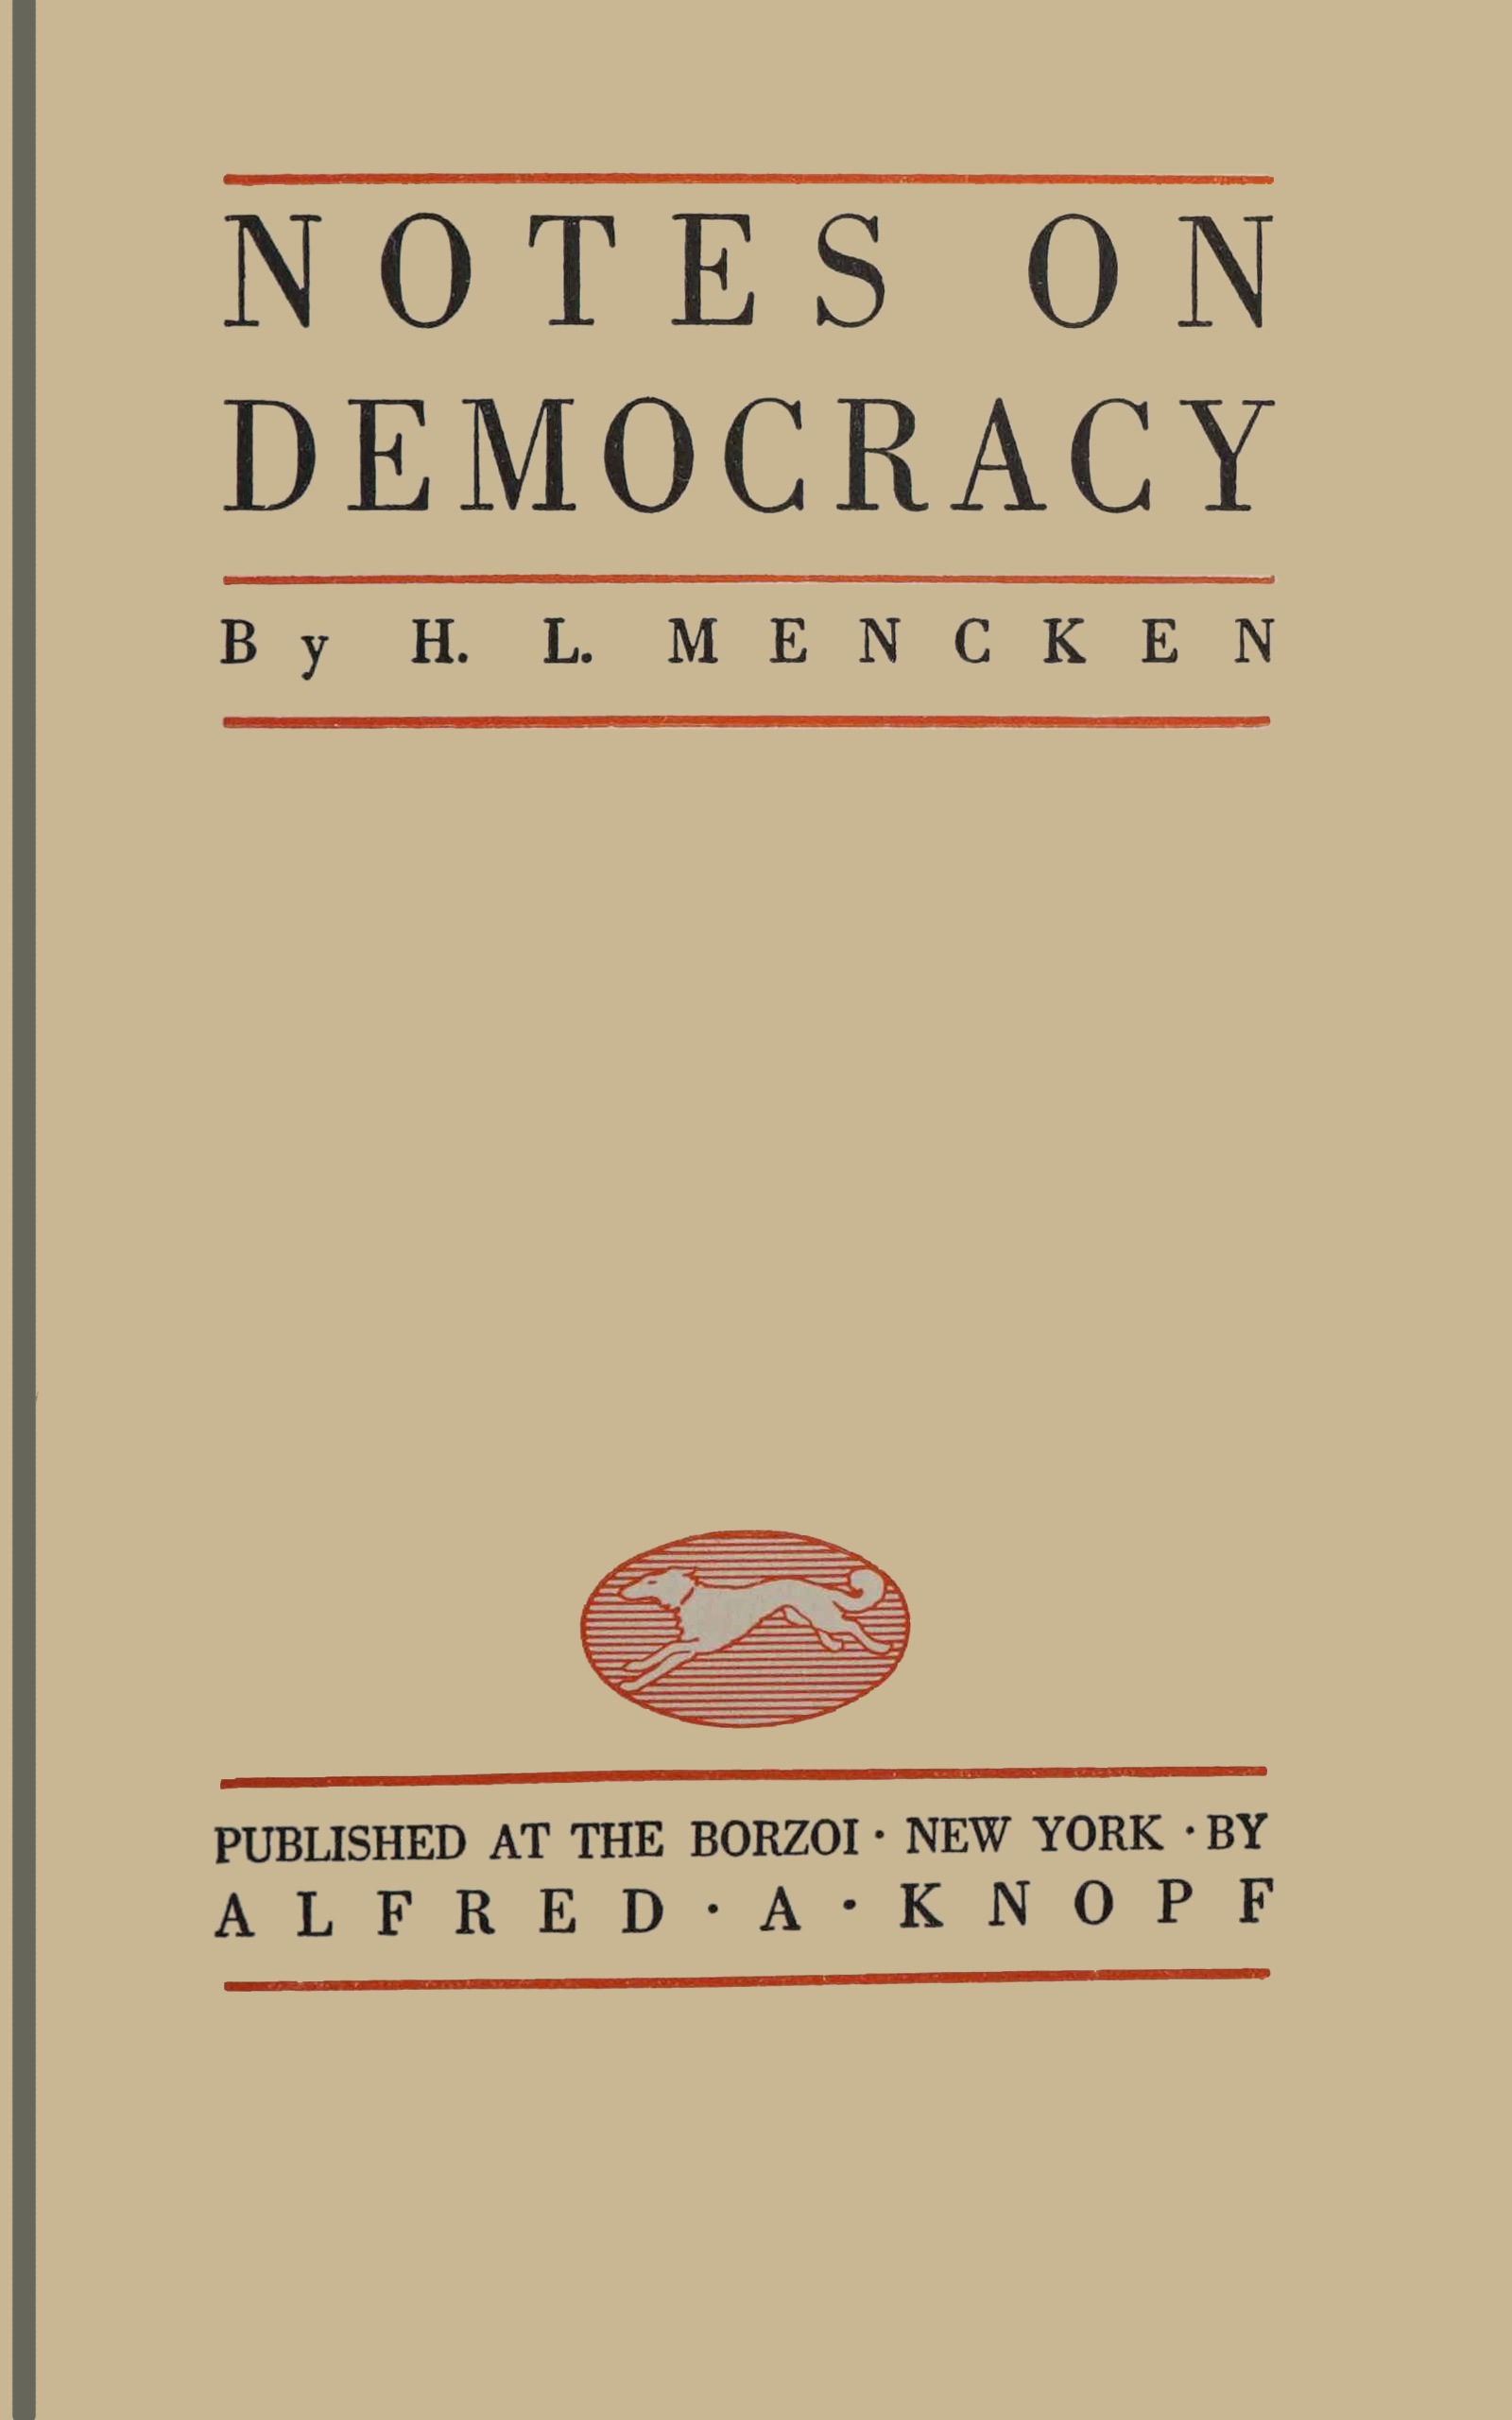 NOTES ON
DEMOCRACY
By H. L. MENCKEN
PUBLISHED AT THE BORZOI · NEW YORK · BY
ALFRED · A · KNOPF